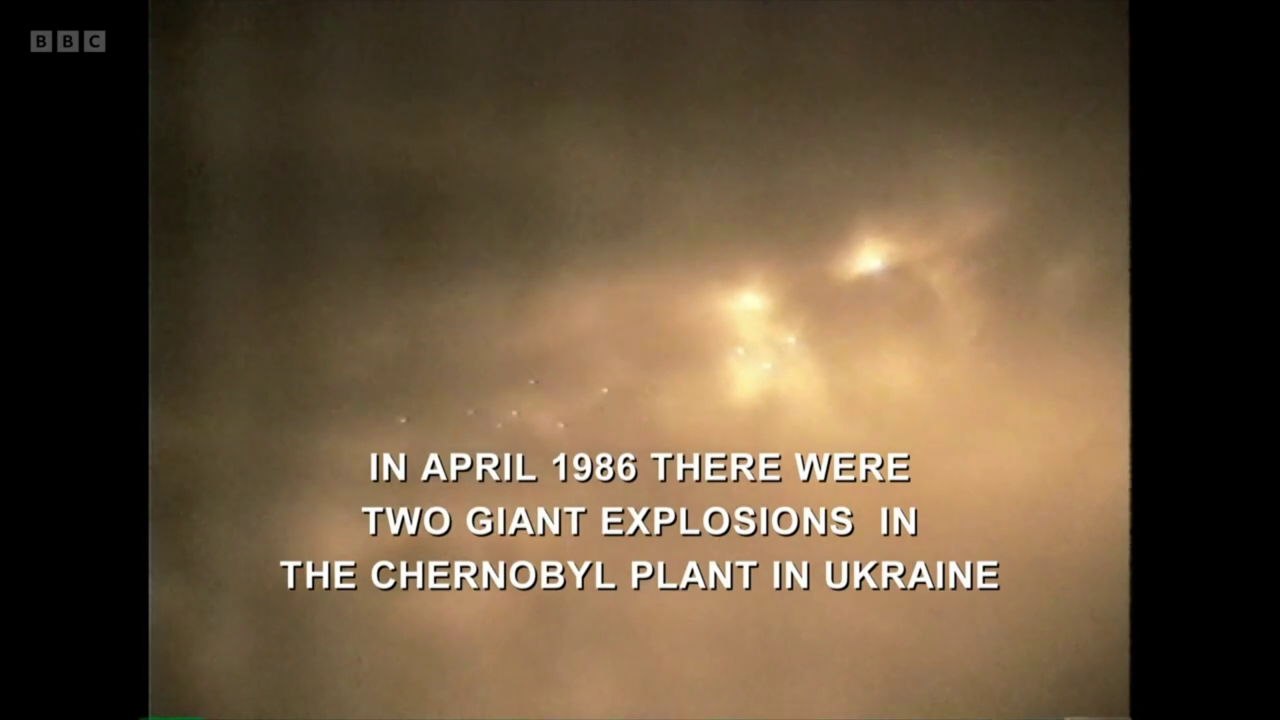 BBC
IN APRIL 1986 THERE WERE
TWO GIANT EXPLOSIONS  IN
THE CHERNOBYL PLANT IN UKRAINE